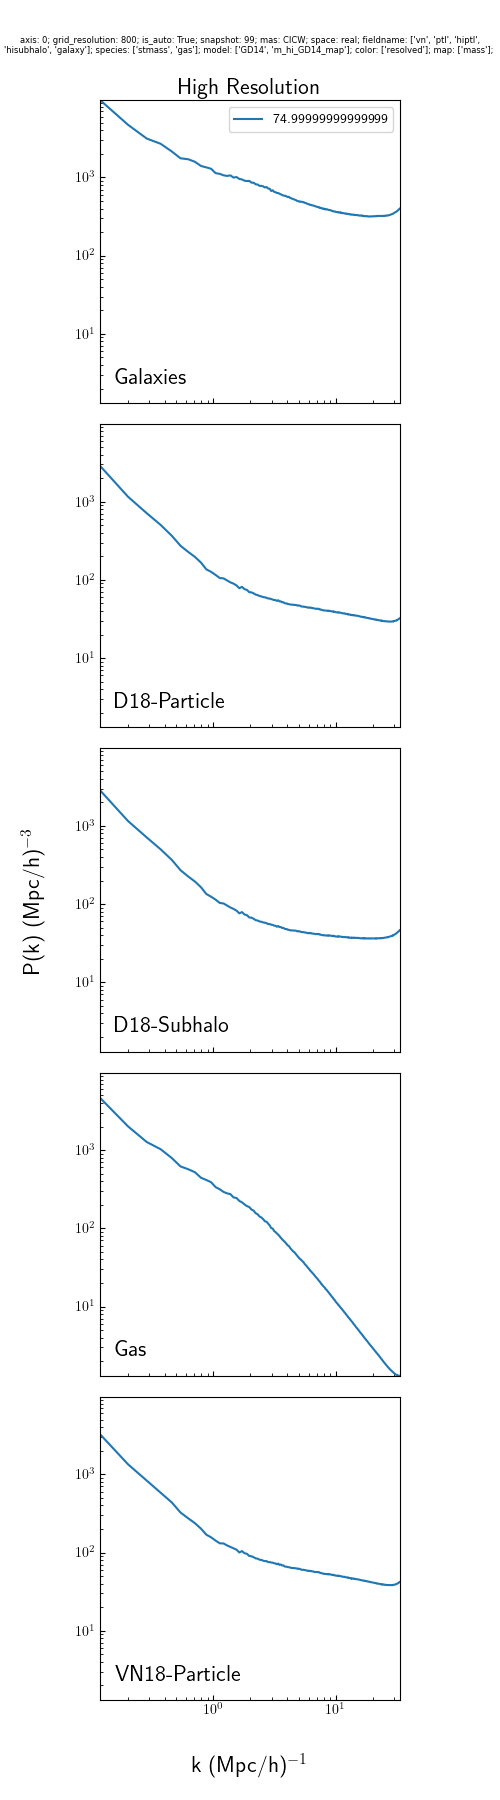 axis: 0; grid_resolution: 800; is_auto: True; snapshot: 99; mas: CICW; space: real; fieldname: ['vn', 'ptl', 'hiptl',
'hisubhalo', 'galaxy']; species: ['stmass', 'gas']; model: ['GD14', 'm_hi_GD14_map']; color: ['resolved']; map: ['mass'];
High Resolution
74.99999999999999
10³
10²
10¹
Galaxies
10³
10²
10¹
D18-Particle
10³
10²
10¹
D18-Subhalo
P(k) (Mpc/h)⁻³
10³
10²
10¹
Gas
10³
10²
10¹
VN18-Particle
10⁰ 10¹
k (Mpc/h)⁻¹